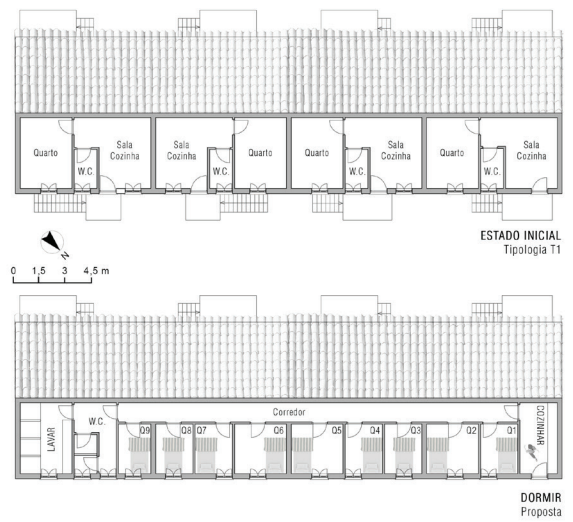 Quarto
Sala
Cozinha
W.C.
Sala
Cozinha
W.C.
Quarto
Quarto
Sala
Cozinha
W.C.
Quarto
Sala
Cozinha
W.C.
ESTADO INICIAL
Tipologia T1
N
0 1,5 3 4,5 m
Corredor
LAVAR
W.C.
Q9
Q8
Q7
Q6
Q5
Q4
Q3
Q2
Q1
COZINHAR
DORMIR
Proposta